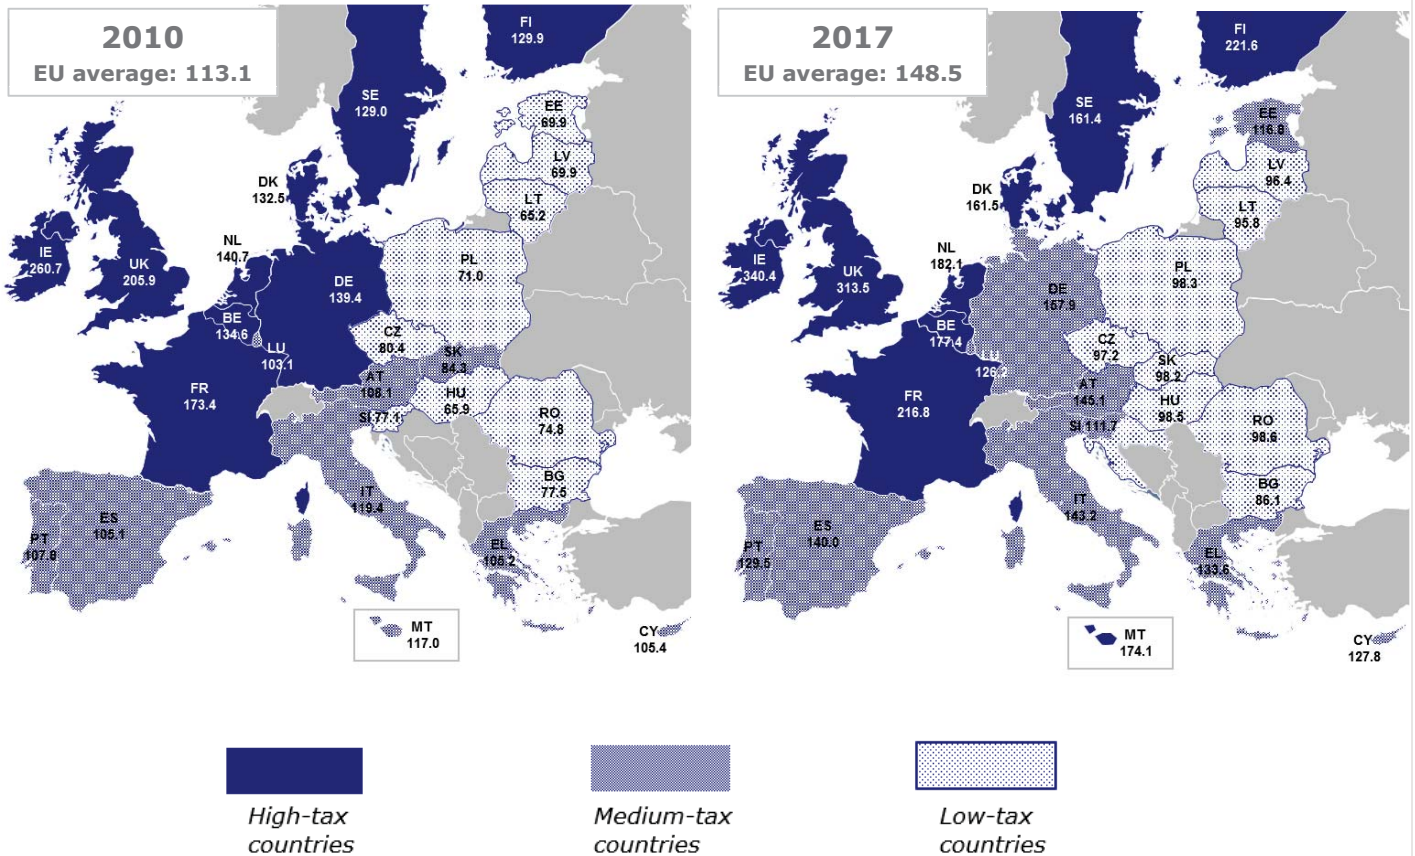 2010
EU average: 113.1
FI
129.9
SE
129.0
EE
69.9
LV
69.9
LT
65.2
DK
132.5
NL
140.7
IE
260.7
UK
205.9
PL
71.0
DE
139.4
BE
134.6
LU
103.1
CZ
80.4
SK
84.3
AT
108.1
HU
65.9
FR
173.4
SI 77.1
RO
74.8
BG
77.5
IT
119.4
ES
105.1
PT
107.8
EL
105.2
MT
117.0
CY
105.4
2017
EU average: 148.5
FI
221.6
SE
161.4
EE
116.8
LV
96.4
LT
95.8
DK
161.5
NL
182.1
IE
340.4
UK
313.5
PL
98.3
DE
157.9
BE
177.4
LU
126.2
CZ
97.2
SK
98.2
AT
145.1
HU
98.5
FR
216.8
SI 111.7
RO
98.6
BG
86.1
IT
143.2
ES
140.0
PT
129.5
EL
133.6
MT
174.1
CY
127.8
High-tax
countries
Medium-tax
countries
Low-tax
countries